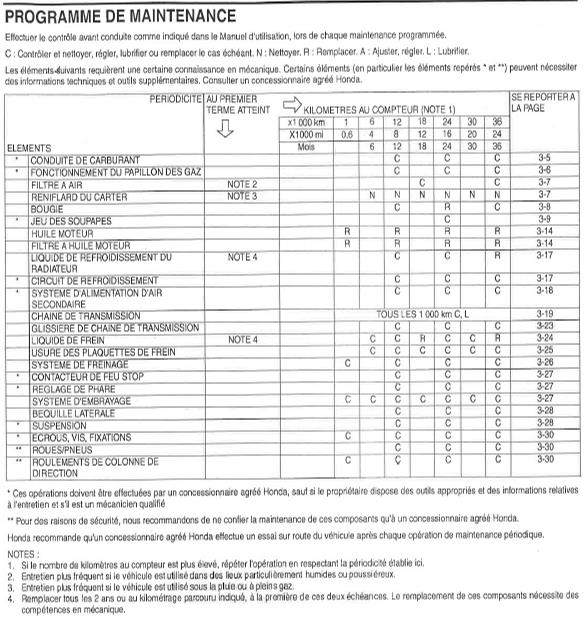 PROGRAMME DE MAINTENANCE
Effectuer le contrôle avant conduite comme indiqué dans le Manuel d'utilisation, lors de chaque maintenance programmée.
C : Contrôler et nettoyer, régler, lubrifier ou remplacer le cas échéant. N : Nettoyer. R : Remplacer. A : Ajuster, régler. L : Lubrifier.
Les éléments suivants requièrent une certaine connaissance en mécanique. Certains éléments (en particulier les éléments repérés * et **) peuvent nécessiter
des informations techniques et outils supplémentaires. Consulter un concessionnaire agréé Honda.
PERIODICITE AU PREMIER TERME ATTEINT KILOMETRES AU COMPTEUR (NOTE 1) SE REPORTER A LA PAGE
x1 000 km 1 6 12 18 24 30 36
X1000 mi 0,6 4 8 12 16 20 24
ELEMENTS Mois 6 12 18 24 30 36
* CONDUITE DE CARBURANT C C C 3-5
* FONCTIONNEMENT DU PAPILLON DES GAZ C C C 3-6
FILTRE A AIR NOTE 2 C C 3-7
RENIFLARD DU CARTER NOTE 3 N N N N N N 3-7
BOUGIE C R C 3-8
* JEU DES SOUPAPES C 3-9
HUILE MOTEUR R R R R 3-14
FILTRE A HUILE MOTEUR R R R R 3-14
LIQUIDE DE REFROIDISSEMENT DU RADIATEUR NOTE 4 C C R 3-17
* CIRCUIT DE REFROIDISSEMENT C C C 3-17
* SYSTEME D'ALIMENTATION D'AIR SECONDAIRE C C C 3-18
CHAINE DE TRANSMISSION TOUS LES 1 000 km C, L 3-19
GLISSIERE DE CHAINE DE TRANSMISSION C C C 3-23
LIQUIDE DE FREIN NOTE 4 C C R C C R 3-24
USURE DES PLAQUETTES DE FREIN C C C C C C 3-25
SYSTEME DE FREINAGE C C C C 3-26
* CONTACTEUR DE FEU STOP C C C 3-27
* REGLAGE DE PHARE C C C 3-27
SYSTEME D'EMBRAYAGE C C C C C C C 3-27
BEQUILLE LATERALE C C C 3-28
* SUSPENSION C C C 3-28
* ECROUS, VIS, FIXATIONS C C C C 3-30
** ROUES/PNEUS C C C 3-30
** ROULEMENTS DE COLONNE DE DIRECTION C C C C 3-30
* Ces opérations doivent être effectuées par un concessionnaire agréé Honda, sauf si le propriétaire dispose des outils appropriés et des informations relatives
à l'entretien et s'il est un mécanicien qualifié
** Pour des raisons de sécurité, nous recommandons de ne confier la maintenance de ces composants qu'à un concessionnaire agréé Honda.
Honda recommande qu'un concessionnaire agréé Honda effectue un essai sur route du véhicule après chaque opération de maintenance périodique.
NOTES :
1. Si le nombre de kilomètres au compteur est plus élevé, répéter l'opération en respectant la périodicité établie ici.
2. Entretien plus fréquent si le véhicule est utilisé dans des lieux particulièrement humides ou poussiéreux.
3. Entretien plus fréquent si le véhicule est utilisé sous la pluie ou à pleins gaz.
4. Remplacer tous les 2 ans ou au kilométrage parcouru indiqué, à la première de ces deux échéances. Le remplacement de ces composants nécessite des
compétences en mécanique.